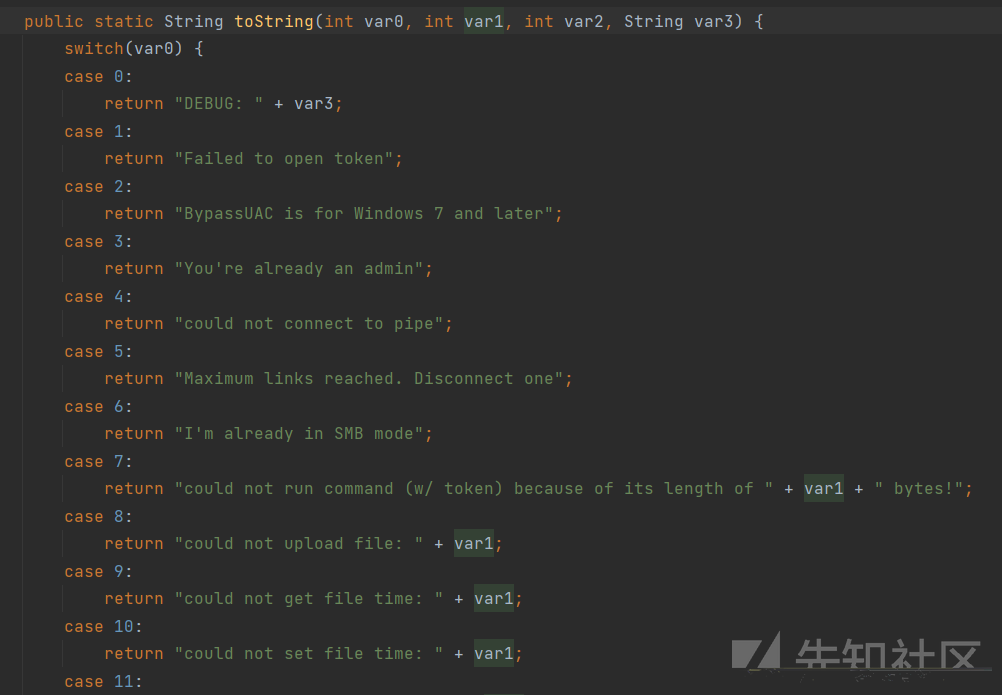 public static String toString(int var0, int var1, int var2, String var3) {
switch(var0) {
case 0:
return "DEBUG: " + var3;
case 1:
return "Failed to open token";
case 2:
return "BypassUAC is for Windows 7 and later";
case 3:
return "You're already an admin";
case 4:
return "could not connect to pipe";
case 5:
return "Maximum links reached. Disconnect one";
case 6:
return "I'm already in SMB mode";
case 7:
return "could not run command (w/ token) because of its length of " + var1 + " bytes!";
case 8:
return "could not upload file: " + var1;
case 9:
return "could not get file time: " + var1;
case 10:
return "could not set file time: " + var1;
case 11:
先知社区